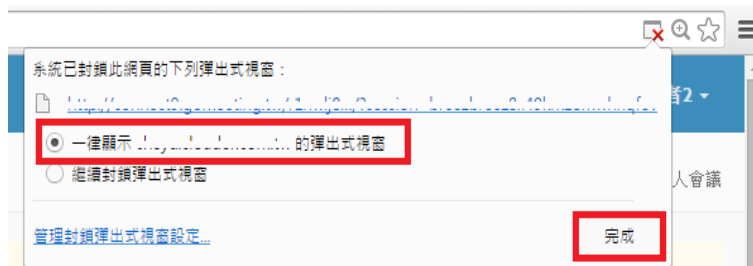 系統已封鎖此網頁的下列彈出式視窗：
者2
一律顯示 的彈出式視窗
繼續封鎖彈出式視窗
人會議
管理封鎖彈出式視窗設定...
完成